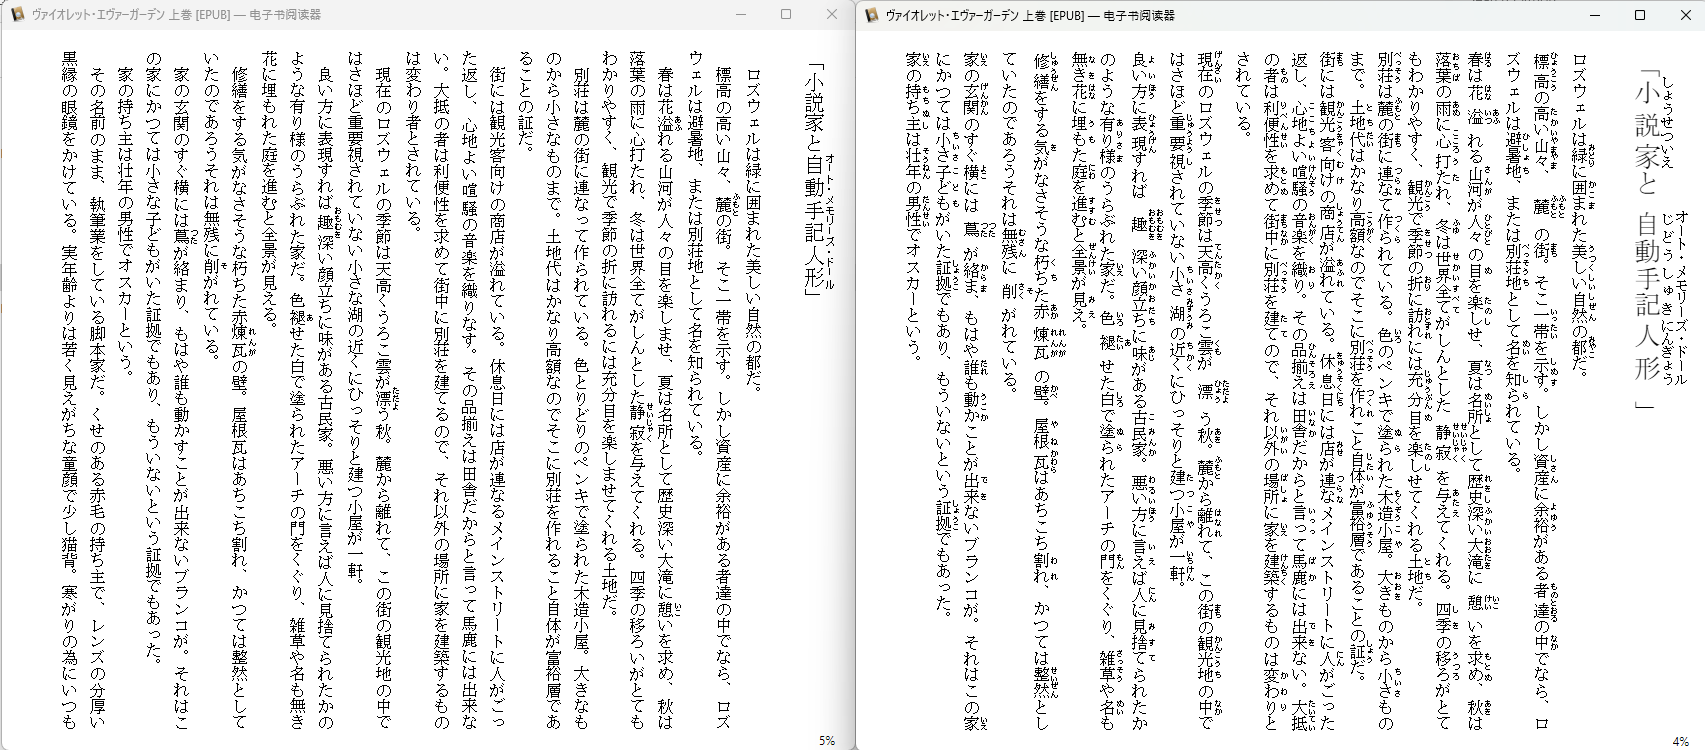 ヴァイオレット・エヴァーガーデン 上巻 [EPUB] — 电子书阅读器
「小説家と自動手記人形」
オート・メモリーズ・ドール
ロズウェルは緑に囲まれた美しい自然の都だ。
標高の高い山々、麓の街。そこ一帯を示す。しかし資産に余裕がある者達の中でなら、ロズ
ウェルは避暑地、または別荘地として名を知られている。
春は花溢れる山河が人々の目を楽しませ、夏は名所として歴史深い大滝に憩いを求め、秋は
落葉の雨に心打たれ、冬は世界全てがしんとした静寂を与えてくれる。四季の移ろいがとても
わかりやすく、観光で季節の折に訪れるには充分目を楽しませてくれる土地だ。
別荘は麓の街に連なって作られている。色とりどりのペンキで塗られた木造小屋。大きなも
のから小さなものまで。土地代はかなり高額なのでそこに別荘を作れること自体が富裕層であ
ることの証だ。
街には観光客向けの商店が溢れている。休息日には店が連なるメインストリートに人がごっ
た返し、心地よい喧騒の音楽を織りなす。その品揃えは田舎だからと言って馬鹿には出来な
い。大抵の者は利便性を求めて街中に別荘を建てるので、それ以外の場所に家を建築するもの
は変わり者とされている。
現在のロズウェルの季節は天高くうろこ雲が漂う秋。麓から離れて、この街の観光地の中で
はさほど重要視されていない小さな湖の近くにひっそりと建つ小屋が一軒。
良い方に表現すれば趣深い顔立ちに味がある古民家。悪い方に言えば人に見捨てられたかの
ような有り様のうらぶれた家だ。色褪せた白で塗られたアーチの門をくぐり、雑草や名も無き
花に埋もれた庭を進むと全景が見える。
修繕をする気がなさそうな朽ちた赤煉瓦の壁。屋根瓦はあちこち割れ、かつては整然として
いたのであろうそれは無残に削がれている。
家の玄関のすぐ横には蔦が絡まり、もはや誰も動かすことが出来ないブランコが。それはこ
の家にかつては小さな子どもがいた証拠でもあり、もういないという証拠でもあった。
家の持ち主は壮年の男性でオスカーという。
その名前のまま、執筆業をしている脚本家だ。くせのある赤毛の持ち主で、レンズの分厚い
黒縁の眼鏡をかけている。実年齢よりは若く見えがちな童顔で少し猫背。寒がりの為にいつも
5%
ヴァイオレット・エヴァーガーデン 上巻 [EPUB] — 电子书阅读器
「小説家と 自動手記人形 」
オート・メモリーズ・ドール
ロズウェルは緑に囲まれた美しい自然の都だ。
標高の高い山々、 麓 の街。そこ一帯を示す。しかし資産に余裕がある者達の中でなら、ロ
ズウェルは避暑地、または別荘地として名を知られている。
春は花 溢 れる山河が人々の目を楽しせ、夏は名所として歴史深い大滝に 憩 いを求め、秋は
落葉の雨に心打たれ、冬は世界全てがしんとした 静寂 を与えてくれる。四季の移ろがとて
もわかりやすく、観光で季節の折に訪れには充分目を楽しせてくれる土地だ。
別荘は麓の街に連なて作られている。色のペンキで塗られた木造小屋。大きものから小さもの
まで。土地代はかなり高額なのでそこに別荘を作れこと自体が富裕層であることの証だ。
街には観光客向けの商店が溢れている。休息日には店が連なメインストリートに人がごった
返し、心地よい喧騒の音楽を織り。その品揃えは田舎だからと言って馬鹿には出来ない。大抵
の者は利便性を求めて街中に別荘を建てので、それ以外の場所に家を建築するものは変わりと
されている。
現在のロズウェルの季節は天高くうろこ雲が 漂 う秋。麓から離れて、この街の観光地の中で
はさほど重要視されていない小さ 湖の近くにひっそりと建つ小屋が一軒。
良い方に表現すれば 趣 深い顔立ちに味がある古民家。悪い方に言えば人に見捨てられたか
のような有り様のうらぶれた家だ。色 褪 せた白で塗られたアーチの門をくぐり、雑草や名も
無き花に埋もた庭を進むと全景が見え。
修繕をする気がなさそうな朽ちた赤 煉瓦 の壁。屋根瓦はあちこち割れ、かつては整然とし
ていたのであろうそれは無残に 削 がれている。
家の玄関のすぐ横には 蔦 が絡ま、もはや誰も動かことが出来ないブランコが。それはこの家
にかつては小さ子どもがいた証拠でもあり、もういないという証拠でもあった。
家の持ち主は壮年の男性でオスカーという。
4%